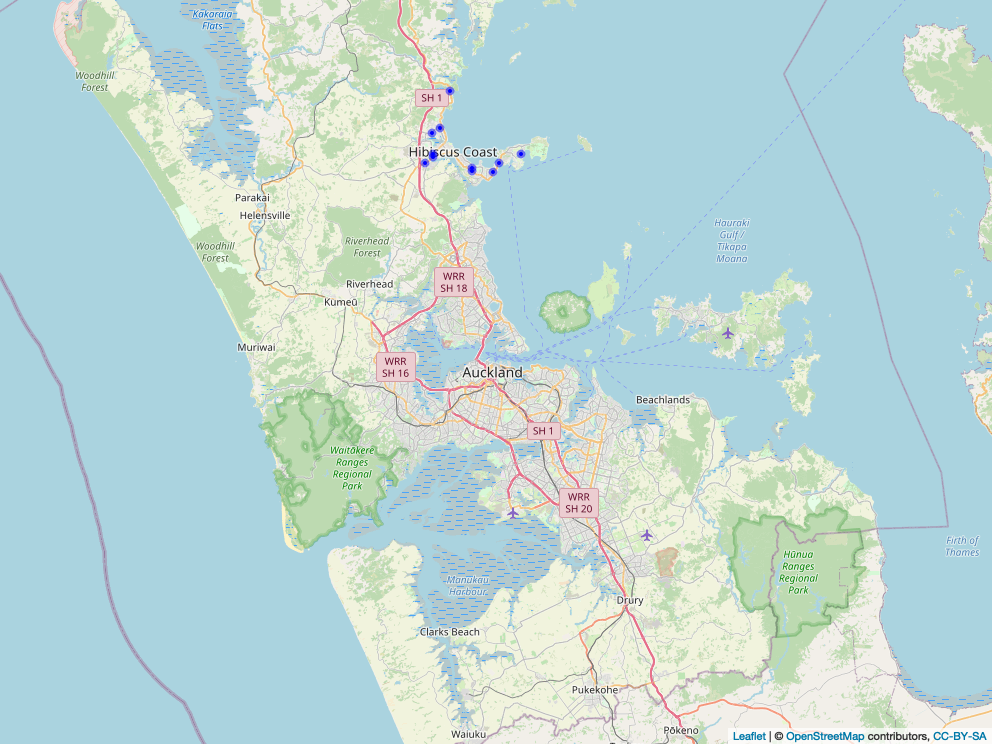 Kakaraia
Flats
Woodhill
Forest
SH 1
Hibiscus Coast
Parakai
Helensville
Woodhill
Forest
Riverhead
Forest
Hauraki
Gulf /
Tikapa
Moana
Riverhead
WRR
SH 18
Kumeū
Muriwai
WRR
SH 16
Auckland
Beachlands
SH 1
Waitākere
Ranges
Regional
Park
WRR
SH 20
Firth of
Thames
Hūnua
Ranges
Regional
Park
Manukau
Harbour
Drury
Clarks Beach
Pukekohe
Waiuku
Pōkeno
Leaflet | © OpenStreetMap contributors, CC-BY-SA